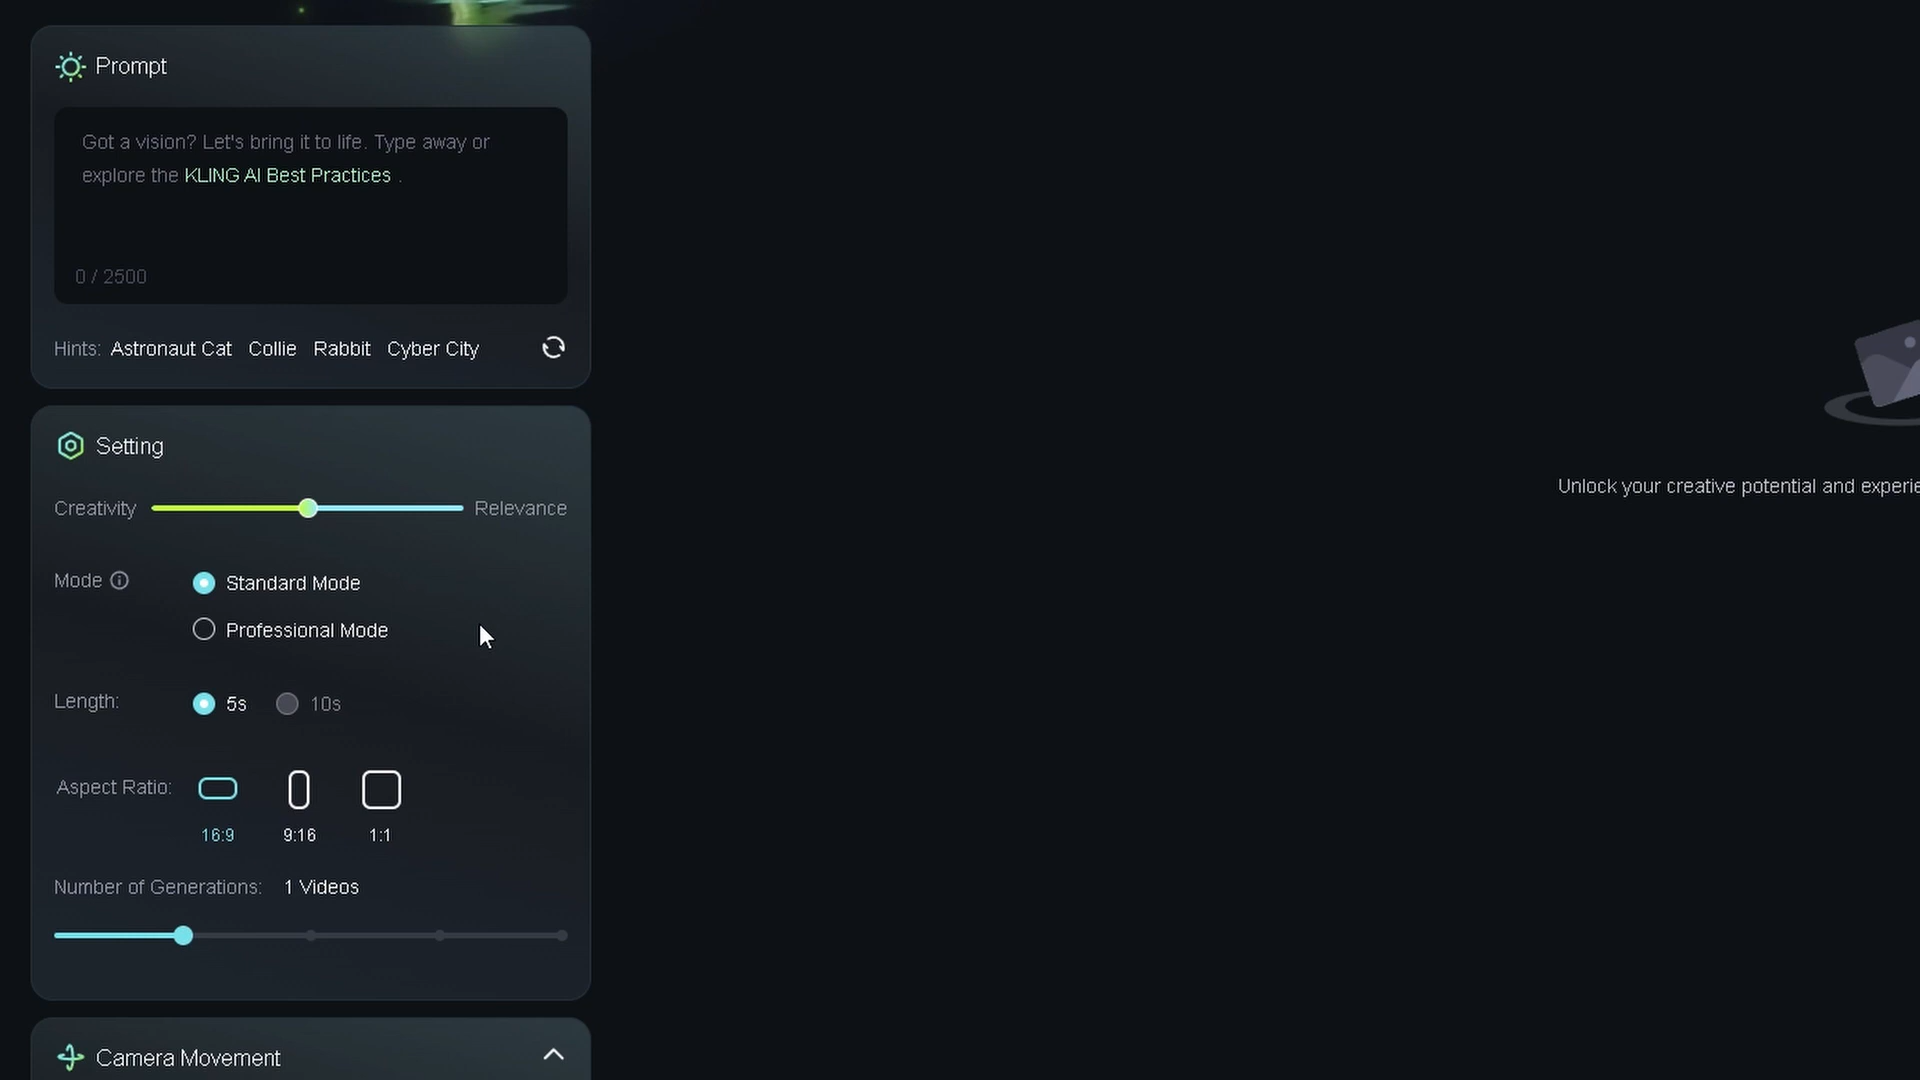 Prompt
Got a vision? Let's bring it to life. Type away or
explore the KLING AI Best Practices .
0 / 2500
Hints: Astronaut Cat Collie Rabbit Cyber City
Setting
Creativity Relevance
Mode
Standard Mode
Professional Mode
Length: 5s 10s
Aspect Ratio:
16:9 9:16 1:1
Number of Generations: 1 Videos
Camera Movement
Unlock your creative potential and experie